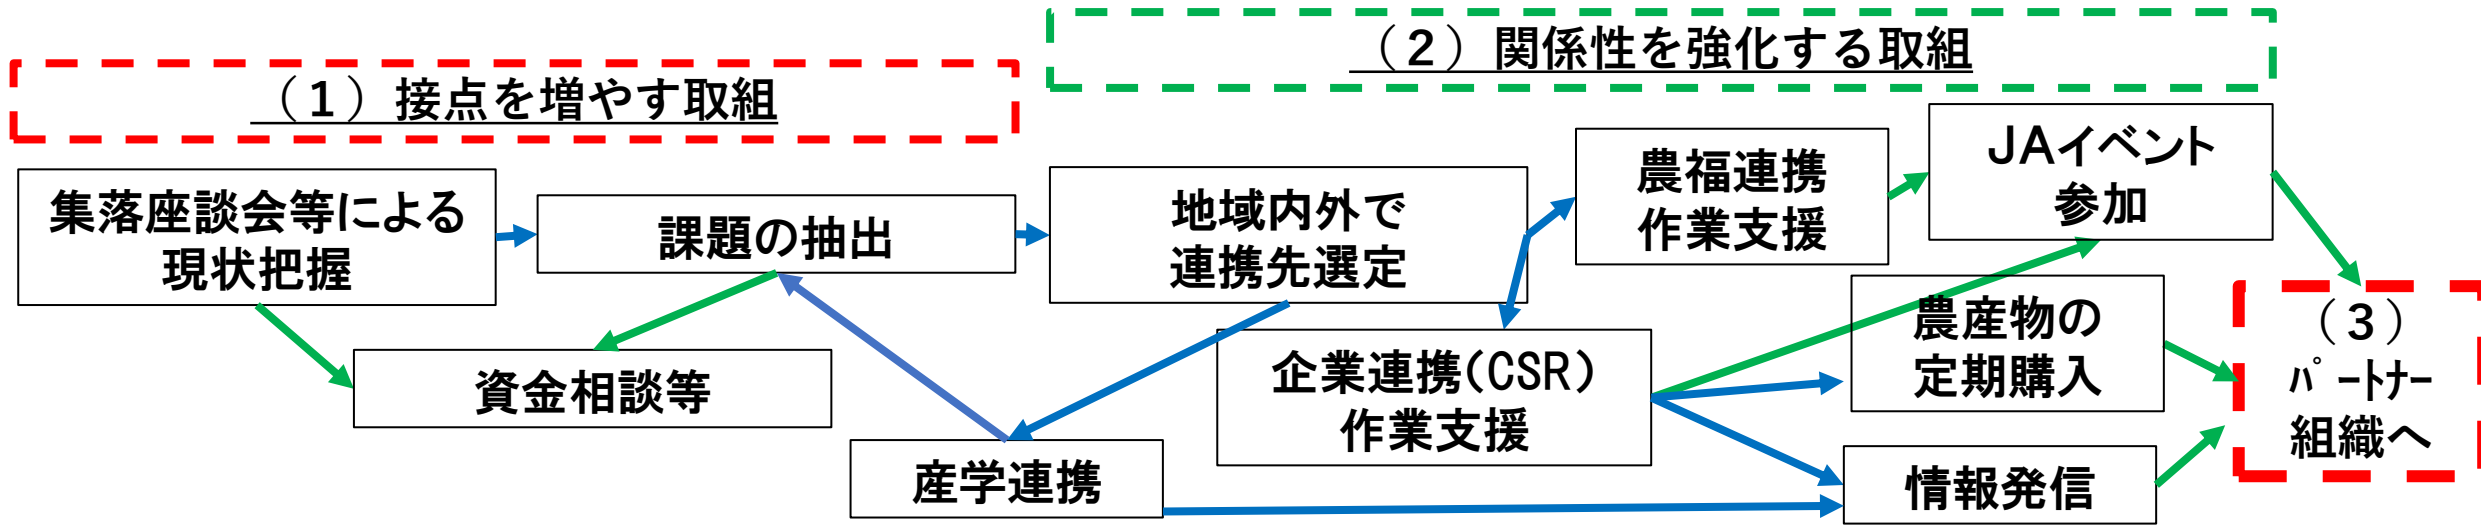 （２）関係性を強化する取組
（１）接点を増やす取組
集落座談会等による
現状把握
課題の抽出
地域内外で
連携先選定
農福連携
作業支援
ＪＡイベント
参加
資金相談等
企業連携(CSR)
作業支援
農産物の
定期購入
産学連携
情報発信
（３）
ﾊﾟｰﾄﾅｰ
組織へ